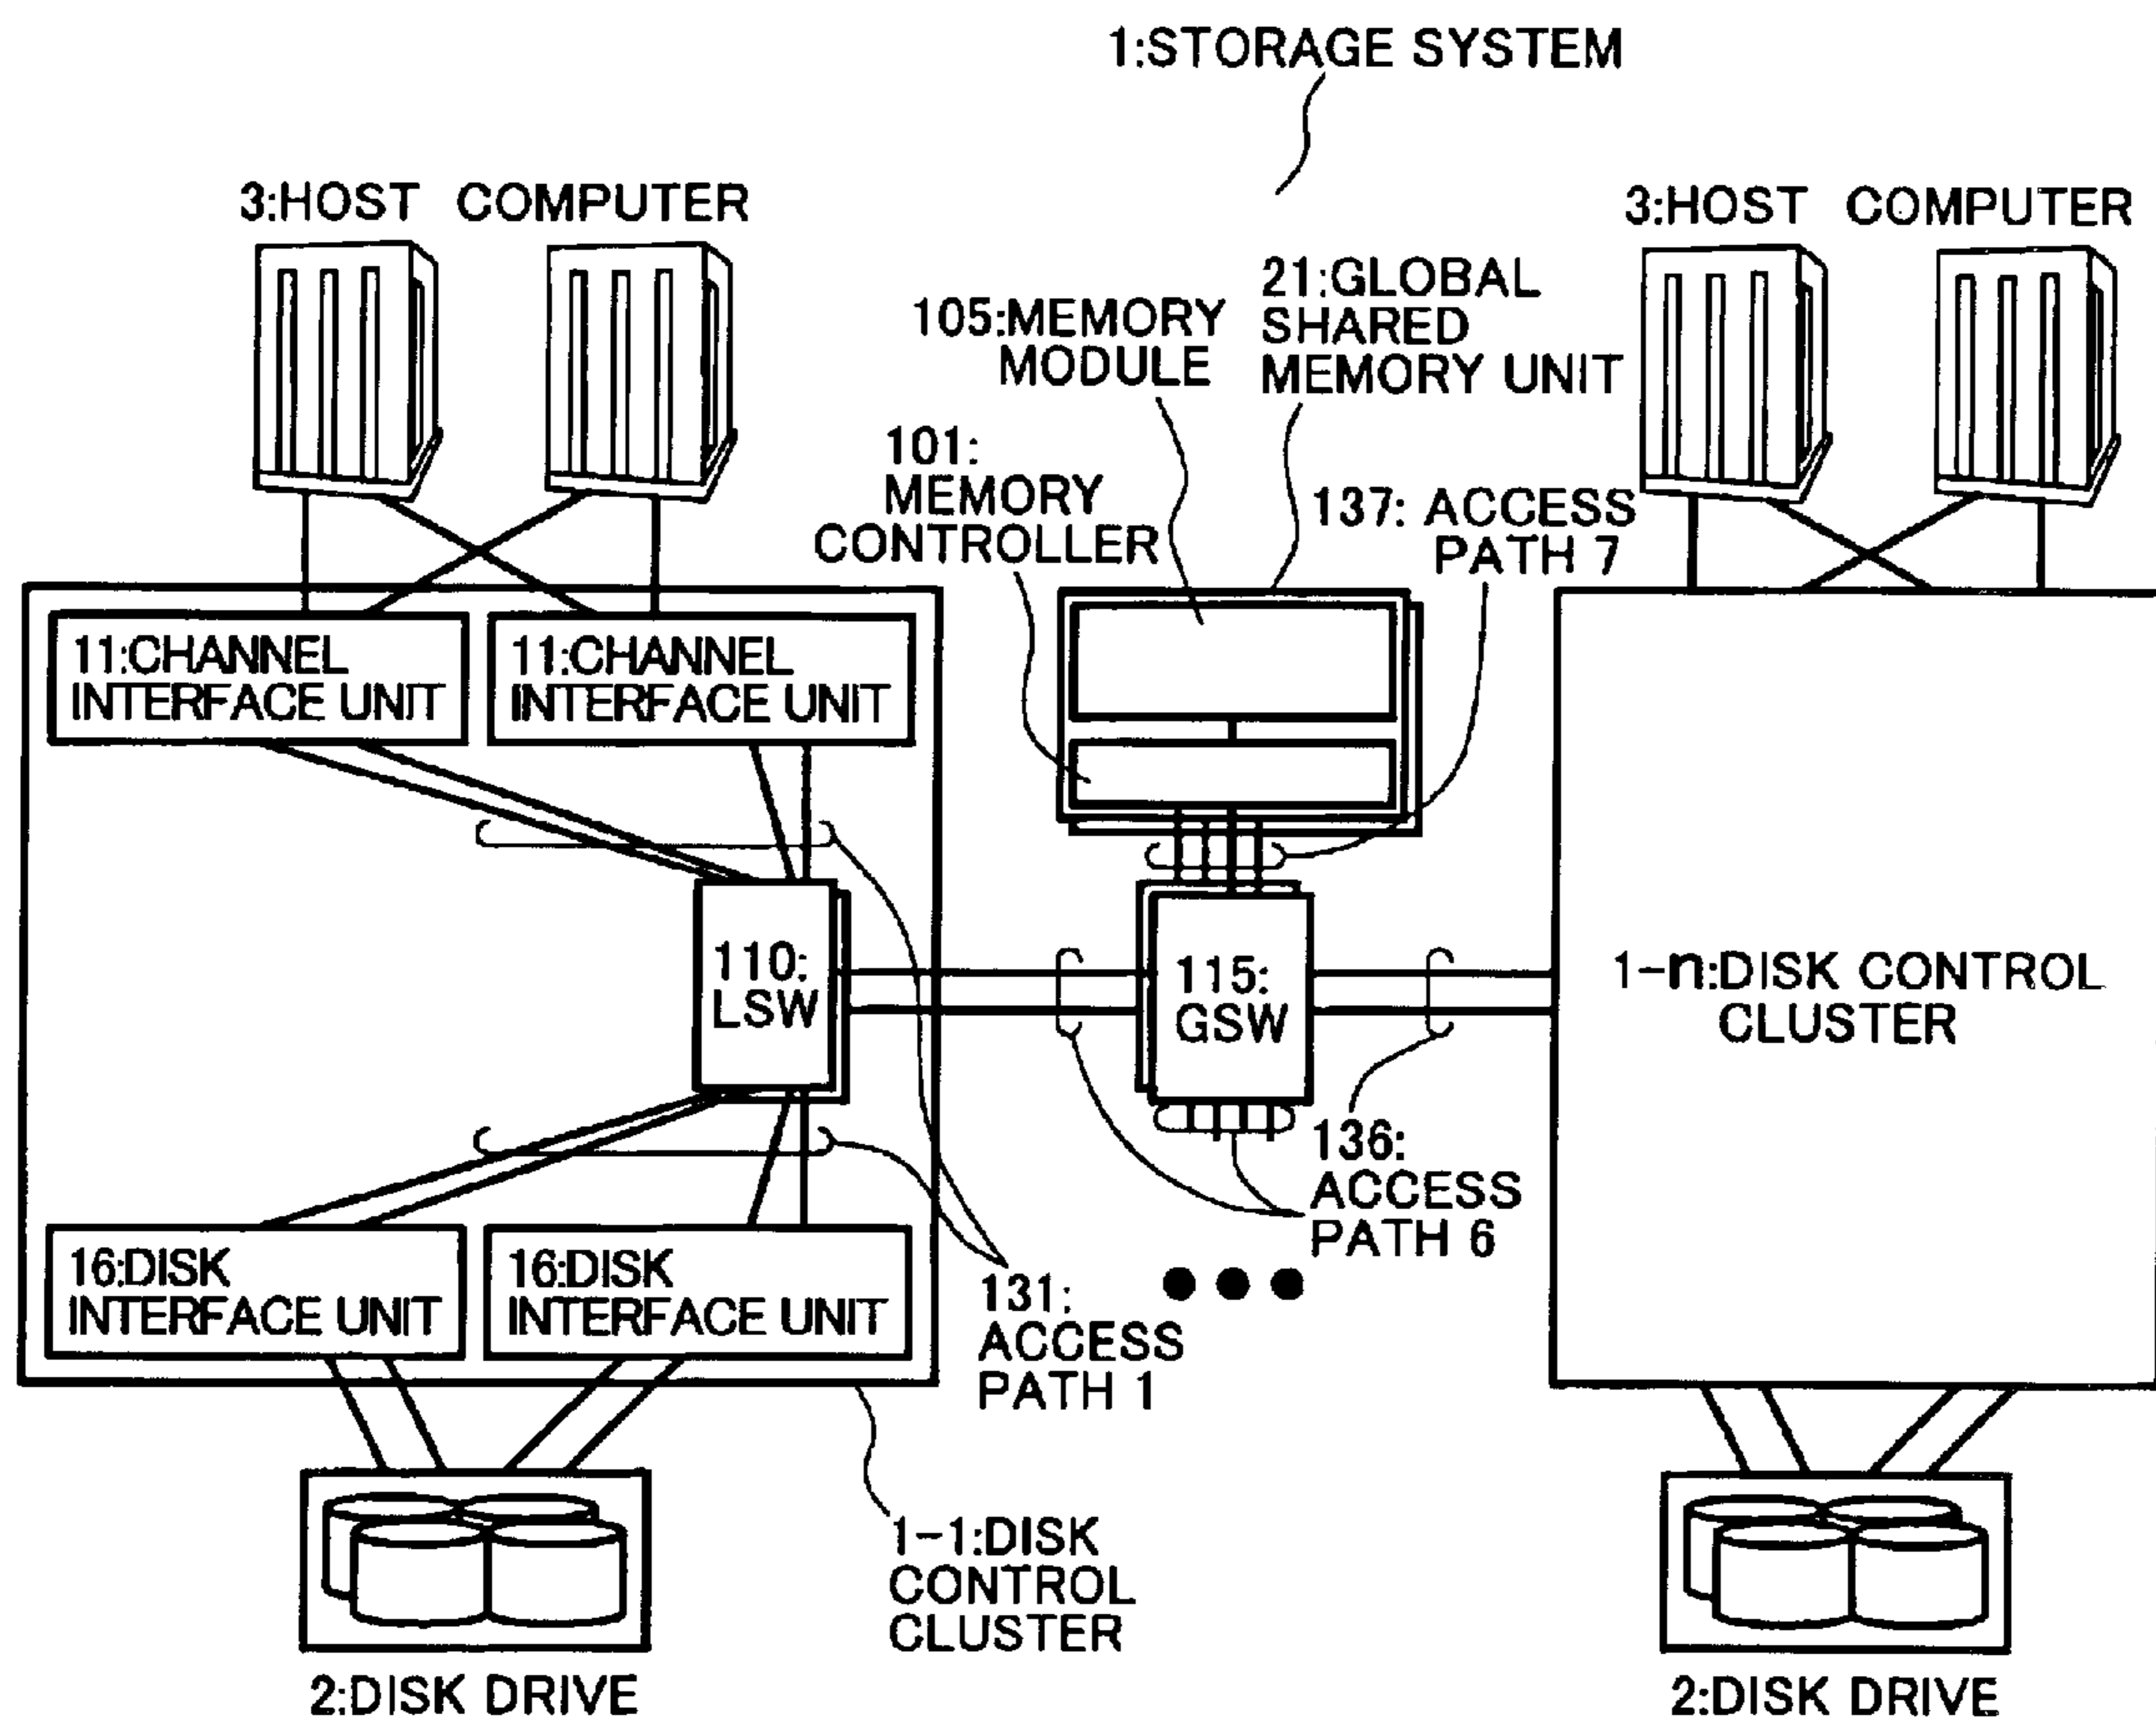 1:STORAGE SYSTEM
3:HOST COMPUTER
3:HOST COMPUTER
105:MEMORY
MODULE
21:GLOBAL
SHARED
MEMORY UNIT
101:
MEMORY
CONTROLLER
137: ACCESS
PATH 7
11:CHANNEL
INTERFACE UNIT
11:CHANNEL
INTERFACE UNIT
110:
LSW
115:
GSW
1-n:DISK CONTROL
CLUSTER
136:
ACCESS
PATH 6
16:DISK
INTERFACE UNIT
16:DISK
INTERFACE UNIT
131:
ACCESS
PATH 1
1-1:DISK
CONTROL
CLUSTER
2:DISK DRIVE
2:DISK DRIVE